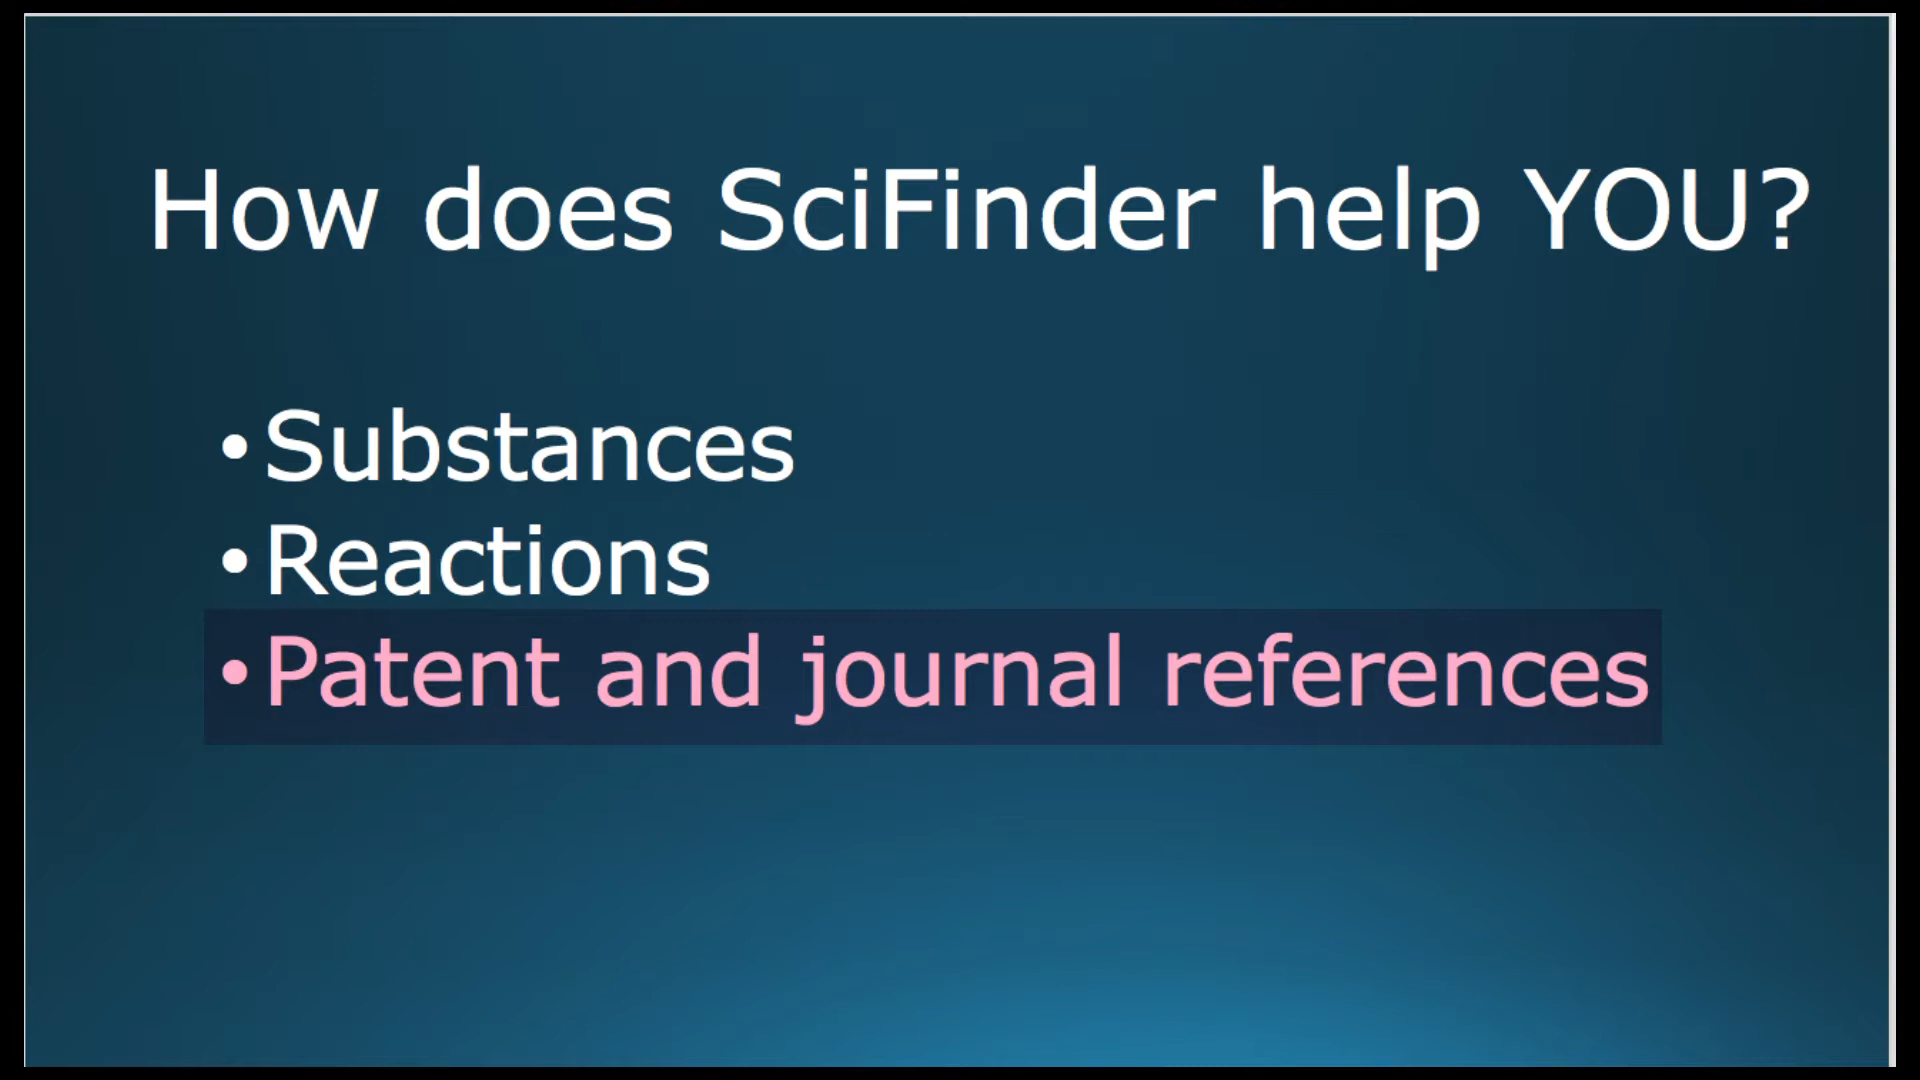 How does SciFinder help YOU?
•Substances
•Reactions
•Patent and journal references